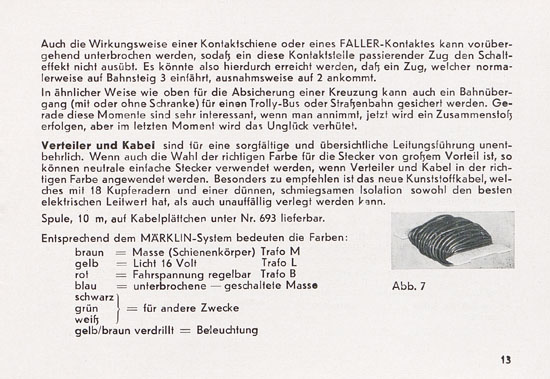 Auch die Wirkungsweise einer Kontaktschiene oder eines FALLER-Kontaktes kann vorüber-
gehend unterbrochen werden, sodaß ein diese Kontaktstelle passierender Zug den Schalt-
effekt nicht ausübt. Es könnte also hierdurch erreicht werden, daß ein Zug, welcher norma-
lerweise auf Bahnsteig 3 einfährt, ausnahmsweise auf 2 ankommt.
In ähnlicher Weise wie oben für die Absicherung einer Kreuzung kann auch ein Bahnüber-
gang (mit oder ohne Schranke) für einen Trolly-Bus oder Straßenbahn gesichert werden. Ge-
rade diese Momente sind sehr interessant, wenn man annimmt, jetzt wird ein Zusammenstoß
erfolgen, aber im letzten Moment wird das Unglück verhütet.
Verteiler und Kabel sind für eine sorgfältige und übersichtliche Leitungsführung unent-
behrlich. Wenn auch die Wahl der richtigen Farbe für die Stecker von großem Vorteil ist, so
können neutrale einfache Stecker verwendet werden, wenn Verteiler und Kabel in der rich-
tigen Farbe angewendet werden. Besonders zu empfehlen ist das neue Kunststoffkabel, wel-
ches mit 18 Kupferadern und einer dünnen, schmiegsamen Isolation sowohl den besten
elektrischen Leitwert hat, als auch unauffällig verlegt werden kann.
Spule, 10 m, auf Kabelplättchen unter Nr. 693 lieferbar.
Entsprechend dem MÄRKLIN-System bedeuten die Farben:
braun = Masse (Schienenkörper) Trafo M
gelb = Licht 16 Volt Trafo L
rot = Fahrspannung regelbar Trafo B
blau = unterbrochene — geschaltete Masse
schwarz
grün } = für andere Zwecke
weiß
gelb/braun verdrillt = Beleuchtung
Abb. 7
13